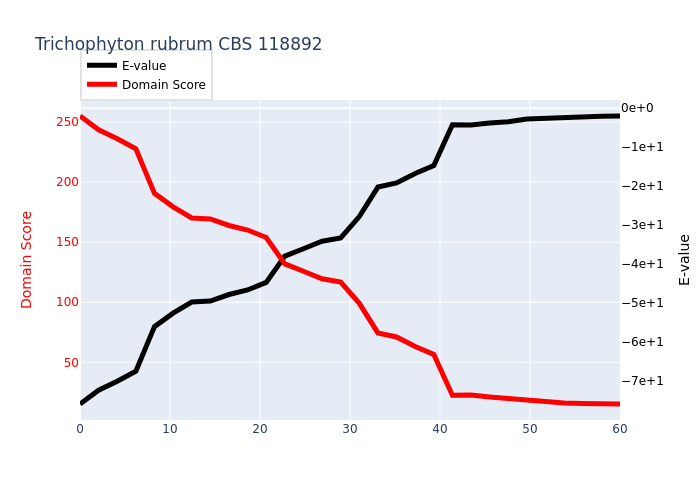 Trichophyton rubrum CBS 118892
E-value
Domain Score
250
200
150
100
50
Domain Score
0e+0
−1e+1
−2e+1
−3e+1
−4e+1
−5e+1
−6e+1
−7e+1
E-value
0 10 20 30 40 50 60